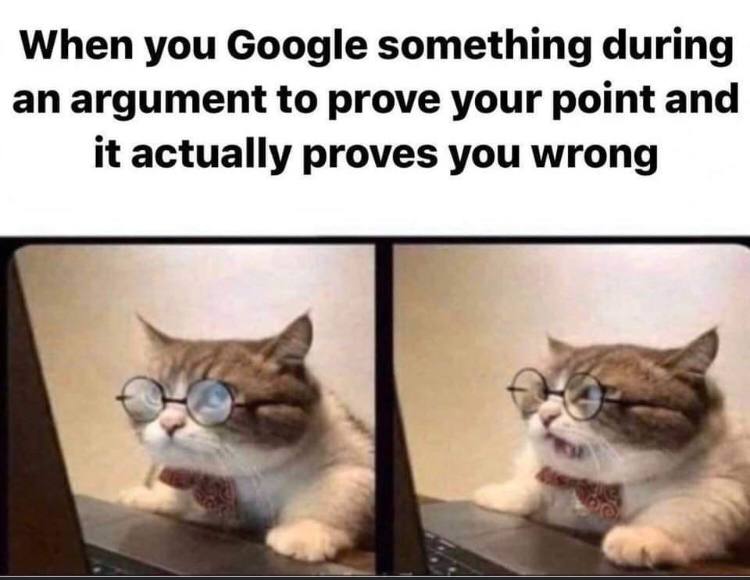 When you Google something during
an argument to prove your point and
it actually proves you wrong